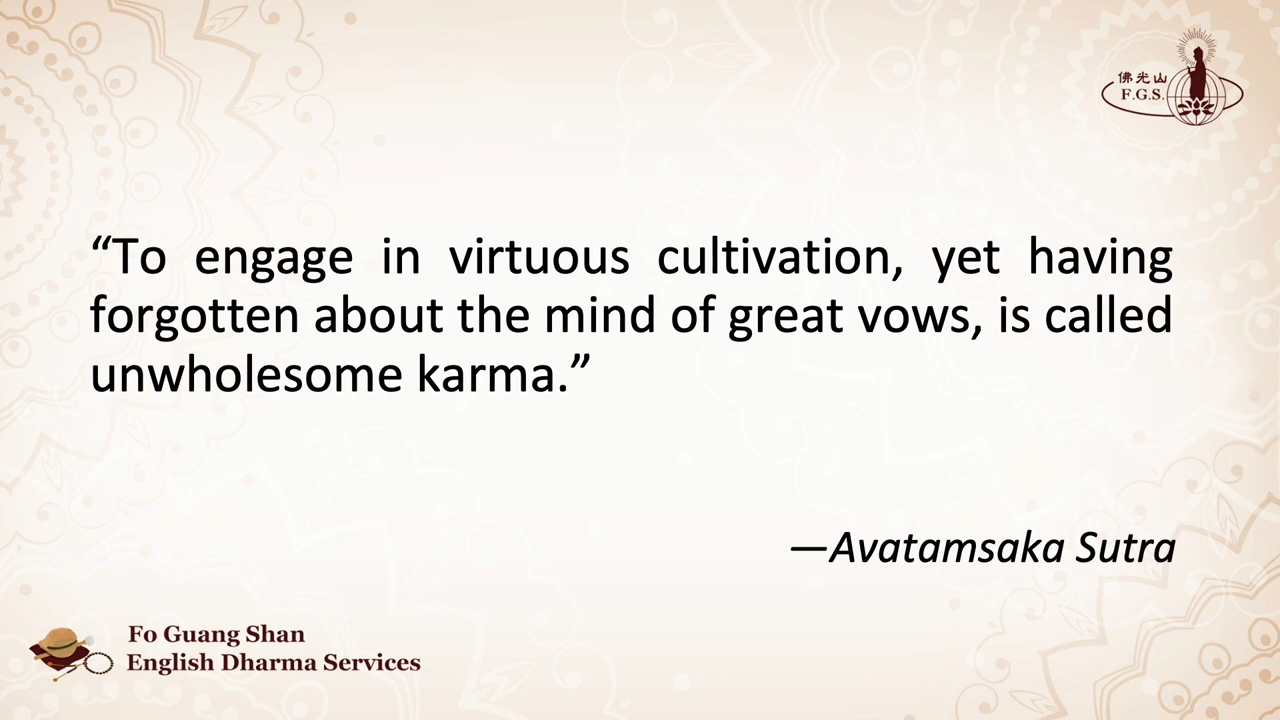 佛光山
F.G.S.
“To engage in virtuous cultivation, yet having
forgotten about the mind of great vows, is called
unwholesome karma.”
—Avatamsaka Sutra
Fo Guang Shan
English Dharma Services